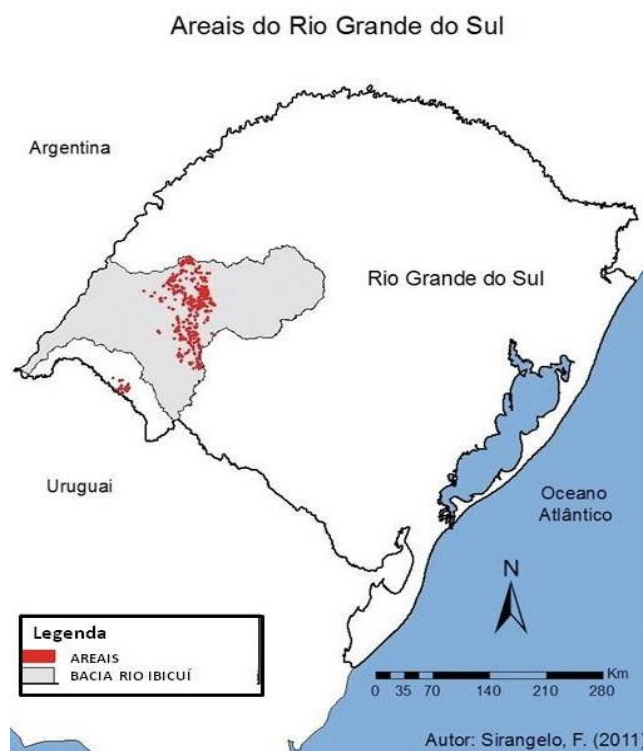 Areais do Rio Grande do Sul
Argentina
Rio Grande do Sul
Uruguai
Oceano
Atlântico
N
Legenda
AREAIS
BACIA RIO IBICUÍ
Km
0 35 70 140 210 280
Autor: Sirangelo, F. (2011)